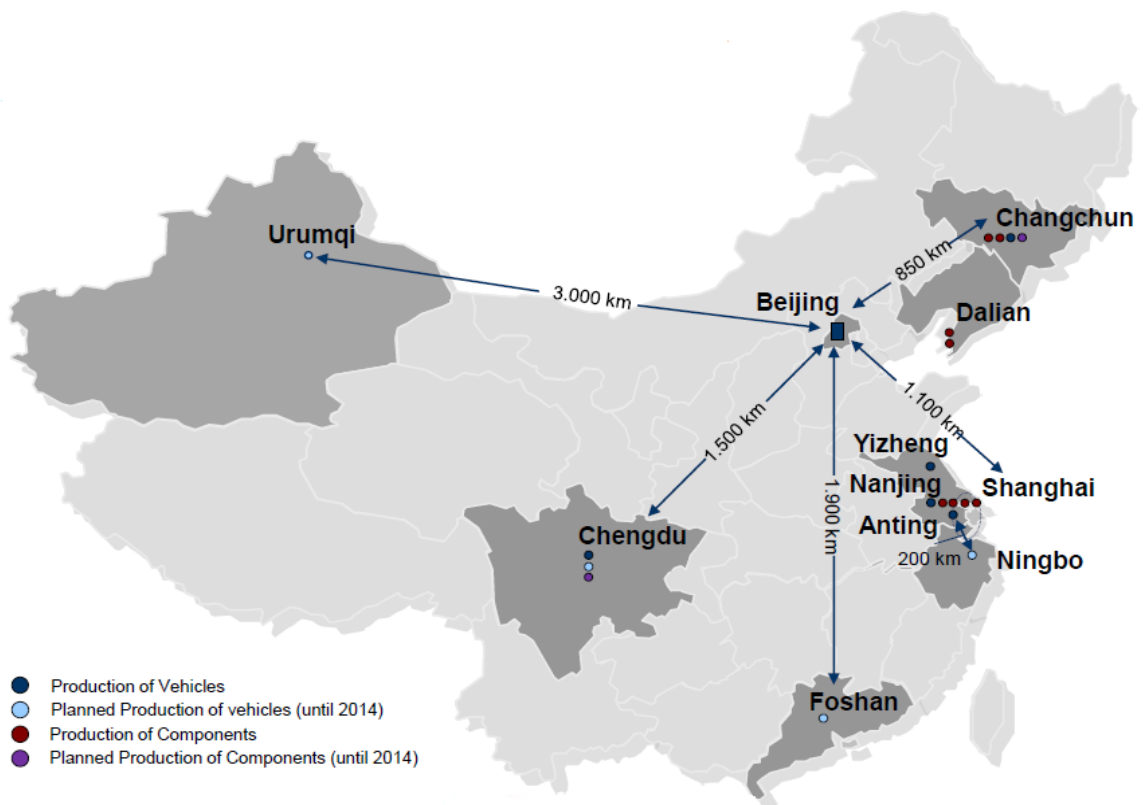 Changchun
Urumqi
850 km
3.000 km
Beijing
Dalian
1.100 km
1.500 km
Yizheng
Nanjing
Shanghai
1.900 km
Anting
Chengdu
200 km
Ningbo
Foshan
Production of Vehicles
Planned Production of vehicles (until 2014)
Production of Components
Planned Production of Components (until 2014)